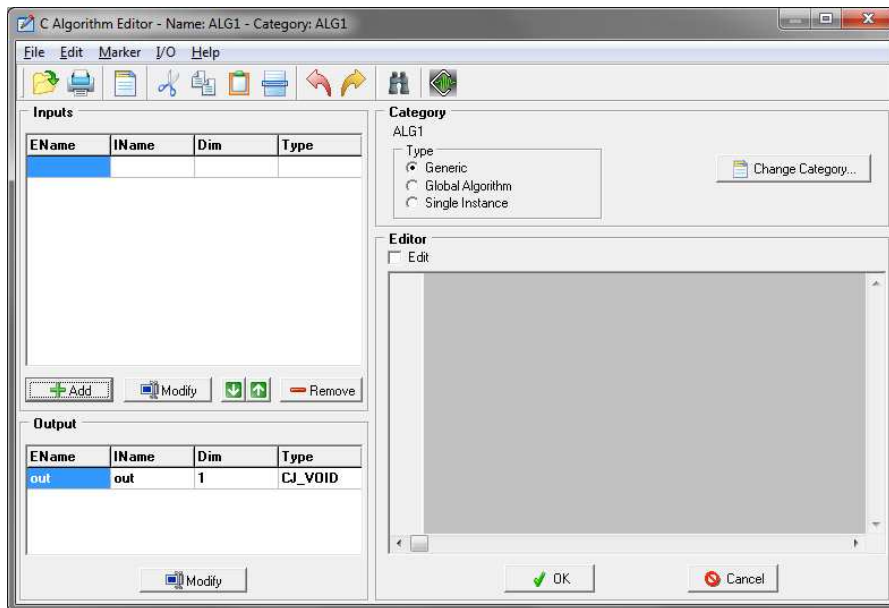 C Algorithm Editor - Name: ALG1 - Category: ALG1
File Edit Marker I/O Help
Inputs
EName IName Dim Type
Add Modify Remove
Output
EName IName Dim Type
out out 1 CJ_VOID
Modify
Category
ALG1
Type
Generic
Global Algorithm
Single Instance
Change Category...
Editor
Edit
OK Cancel